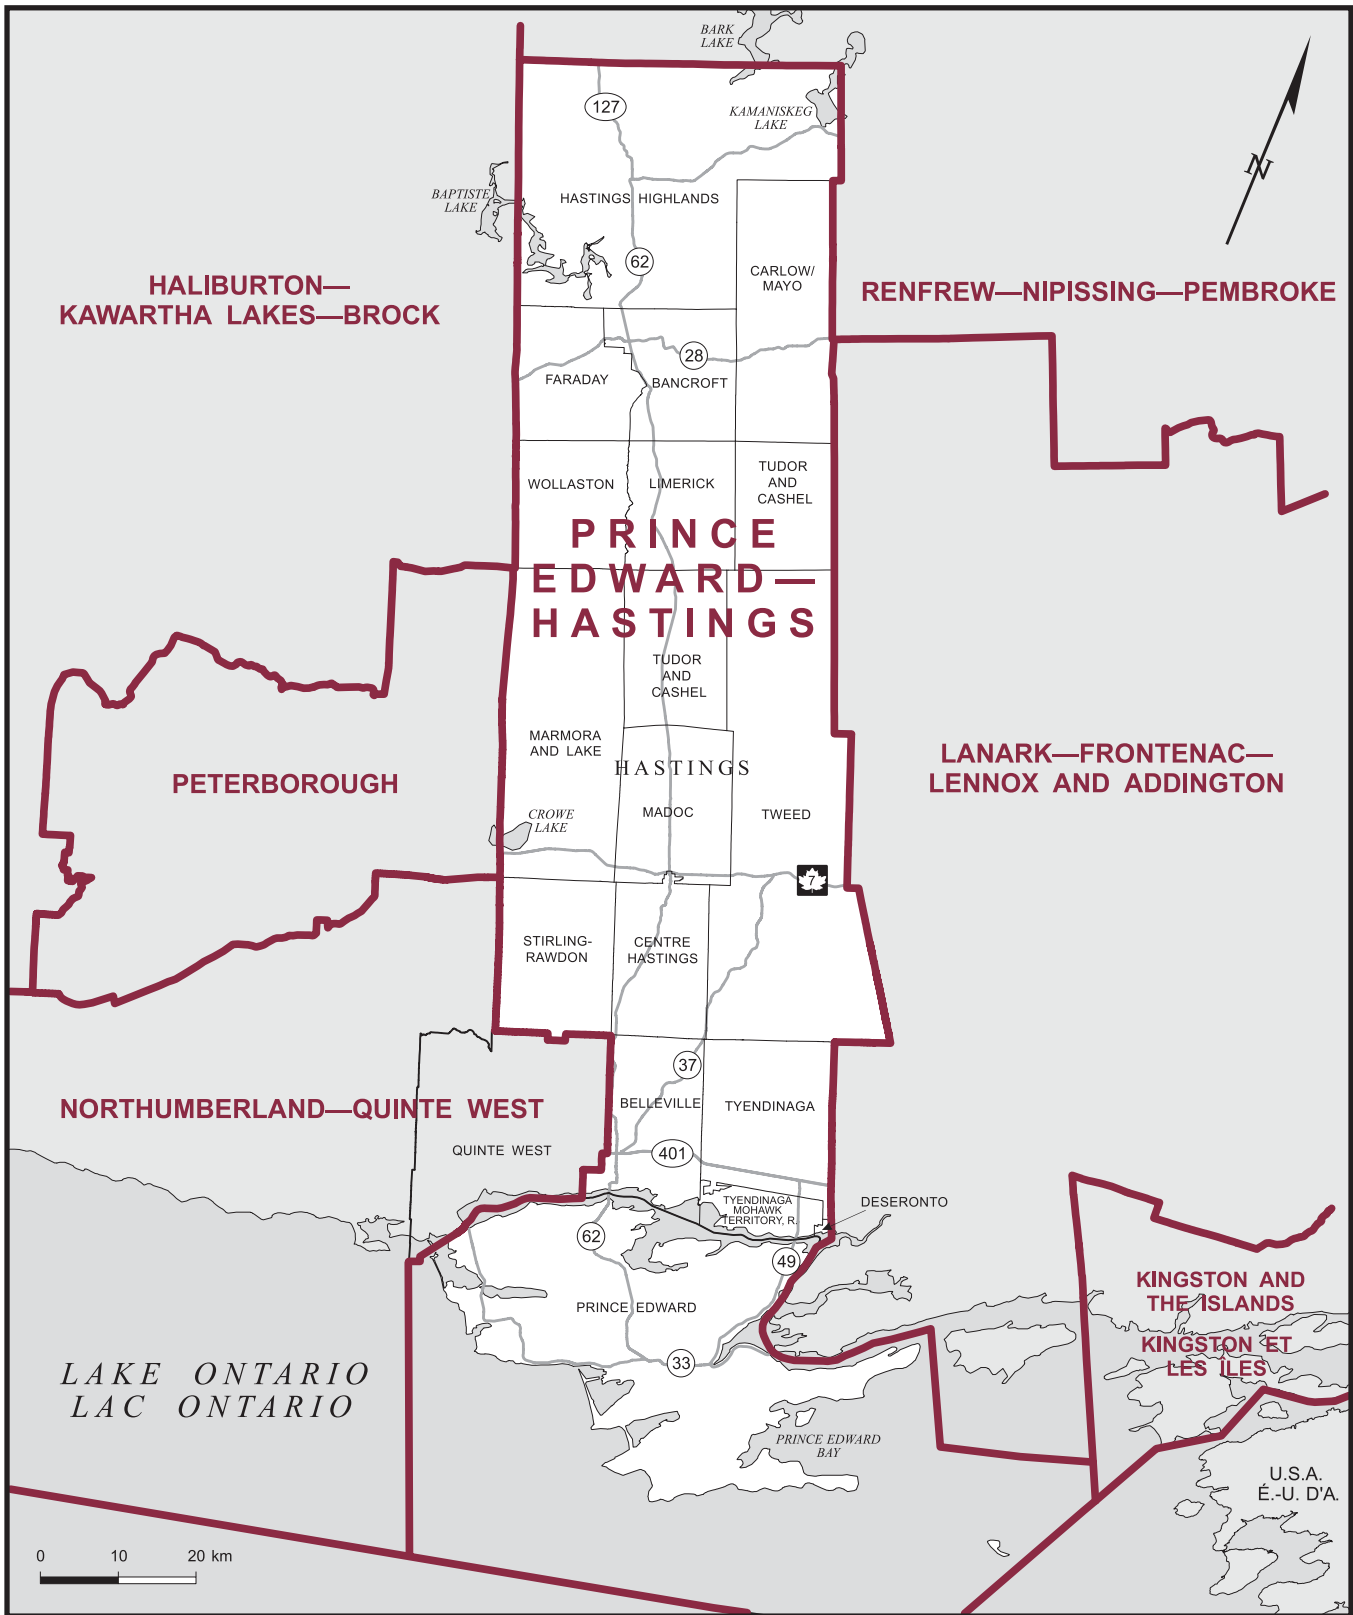 BARK
LAKE
127
KAMANISKEG
LAKE
N
BAPTISTE
LAKE
HASTINGS HIGHLANDS
62
CARLOW/
MAYO
HALIBURTON—
KAWARTHA LAKES—BROCK
RENFREW—NIPISSING—PEMBROKE
28
FARADAY
BANCROFT
WOLLASTON
LIMERICK
TUDOR
AND
CASHEL
PRINCE
EDWARD—
HASTINGS
TUDOR
AND
CASHEL
MARMORA
AND LAKE
HASTINGS
LANARK—FRONTENAC—
LENNOX AND ADDINGTON
PETERBOROUGH
CROWE
LAKE
MADOC
TWEED
7
STIRLING-
RAWDON
CENTRE
HASTINGS
37
NORTHUMBERLAND—QUINTE WEST
BELLEVILLE
TYENDINAGA
QUINTE WEST
401
TYENDINAGA
MOHAWK
TERRITORY, R.
DESERONTO
62
49
PRINCE EDWARD
KINGSTON AND
THE ISLANDS
KINGSTON ET
LES ÎLES
33
LAKE ONTARIO
LAC ONTARIO
PRINCE EDWARD
BAY
U.S.A.
É.-U. D'A.
0 10 20 km